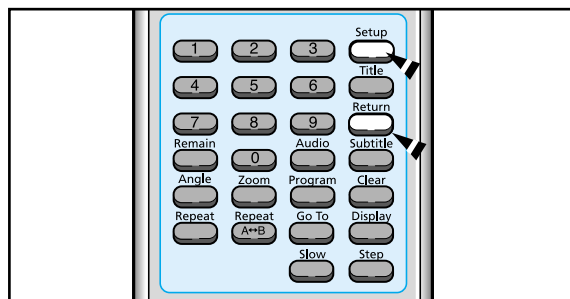 Setup
1 2 3
Title
4 5 6
Return
7 8 9
Remain Audio Subtitle
0
Angle Zoom Program Clear
Repeat Repeat Go To Display
A↔B
Slow Step